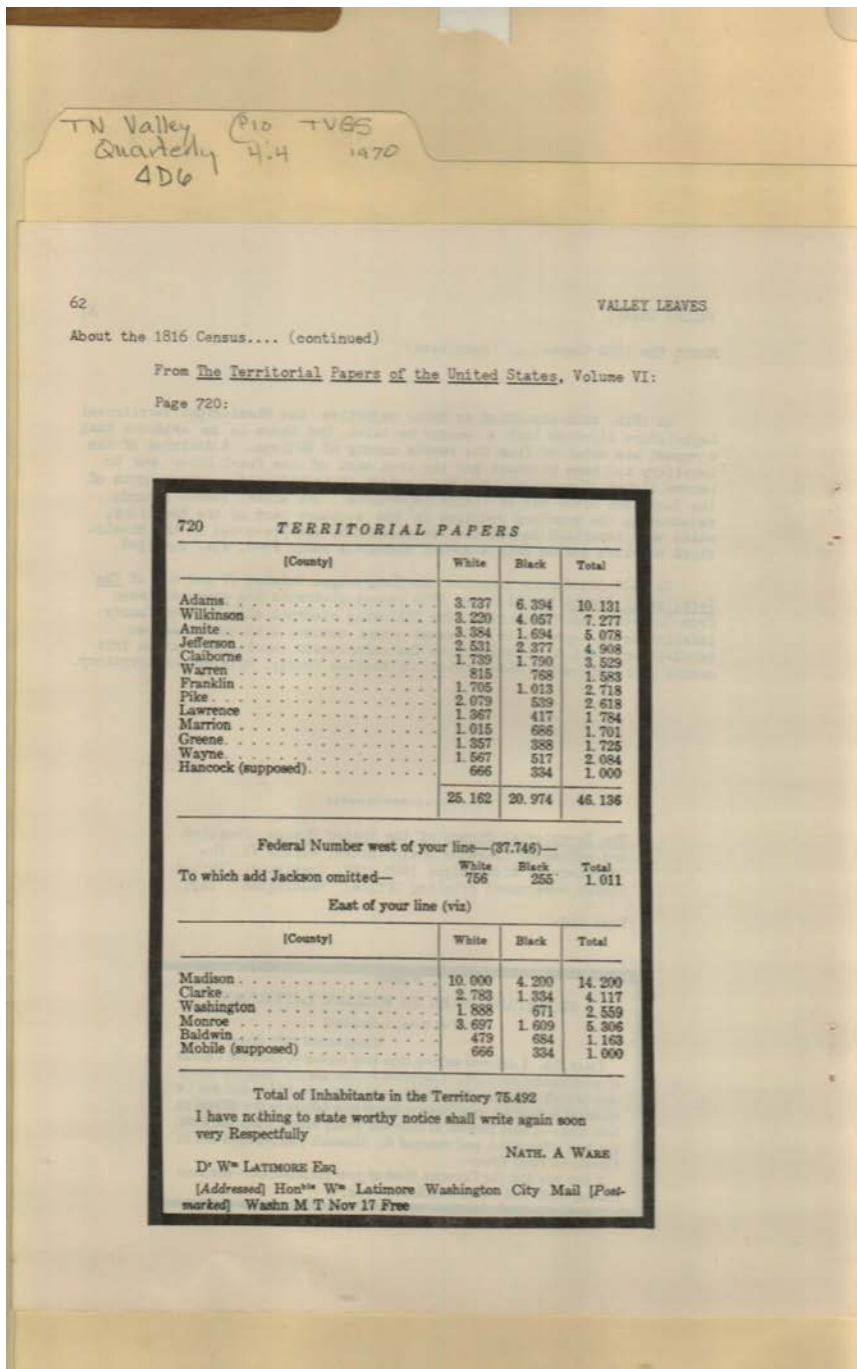 TN Valley P10 TVGS
Quarterly 4:4 1970
4D6
62 VALLEY LEAVES
About the 1816 Census.... (continued)
From The Territorial Papers of the United States, Volume VI:
Page 720:
720 TERRITORIAL PAPERS
[County] White Black Total
Adams 3. 737 6. 394 10. 131
Wilkinson 3. 220 4. 057 7. 277
Amite 3. 384 1. 694 5. 078
Jefferson 2. 531 2. 377 4. 908
Claiborne 1. 739 1. 790 3. 529
Warren 815 768 1. 583
Franklin 1. 705 1. 013 2. 718
Pike 2. 079 539 2. 618
Lawrence 1. 367 417 1 784
Marrion 1. 015 686 1. 701
Greene 1. 357 388 1. 725
Wayne 1. 567 517 2. 084
Hancock (supposed) 666 334 1. 000
25. 162 20. 974 46. 136
Federal Number west of your line—(37.746)—
White Black Total
To which add Jackson omitted— 756 255 1. 011
East of your line (viz)
[County] White Black Total
Madison 10. 000 4. 200 14. 200
Clarke 2. 783 1. 334 4. 117
Washington 1. 888 671 2. 559
Monroe 3. 697 1. 609 5. 306
Baldwin 479 684 1. 163
Mobile (supposed) 666 334 1. 000
Total of Inhabitants in the Territory 75.492
I have nothing to state worthy notice shall write again soon
very Respectfully
NATH. A WARE
Dʳ Wᵐ LATIMORE Esq
[Addressed] Honᵇˡᵉ Wᵐ Latimore Washington City Mail [Post-
marked] Washn M T Nov 17 Free